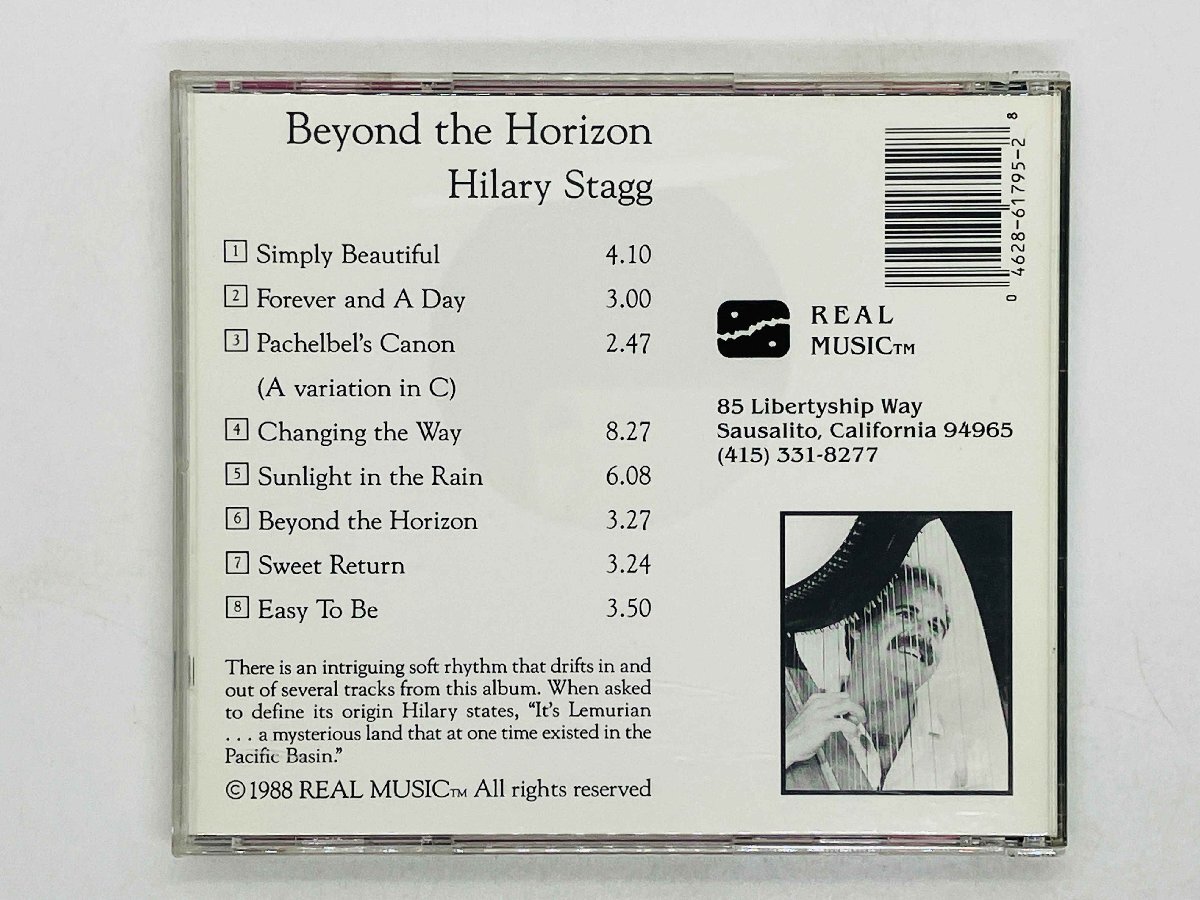 Beyond the Horizon
Hilary Stagg
1 Simply Beautiful 4.10
2 Forever and A Day 3.00
3 Pachelbel's Canon 2.47
(A variation in C)
4 Changing the Way 8.27
5 Sunlight in the Rain 6.08
6 Beyond the Horizon 3.27
7 Sweet Return 3.24
8 Easy To Be 3.50
There is an intriguing soft rhythm that drifts in and
out of several tracks from this album. When asked
to define its origin Hilary states, “It's Lemurian
. . . a mysterious land that at one time existed in the
Pacific Basin.”
©1988 REAL MUSIC™ All rights reserved
0 4628-61795-2 8
REAL
MUSIC™
85 Libertyship Way
Sausalito, California 94965
(415) 331-8277